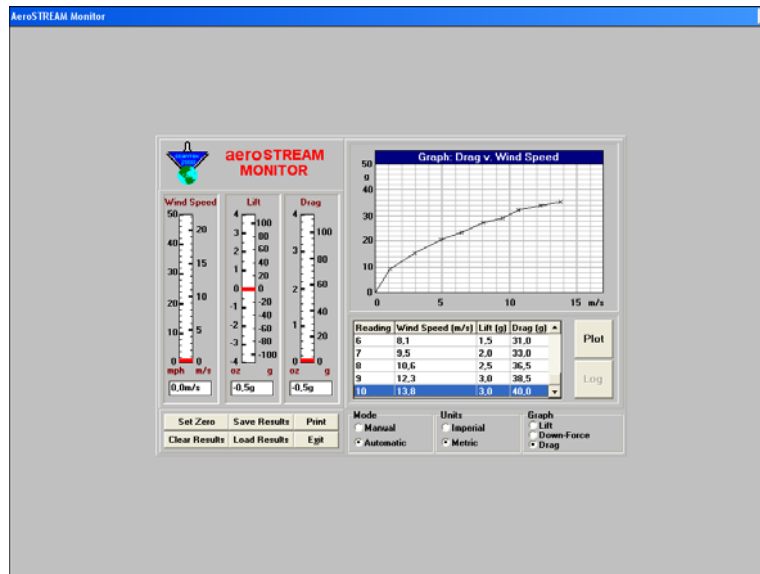 AeroSTREAM Monitor
aeroSTREAM
MONITOR
Wind Speed
50
40
30
20
10
0
20
15
10
5
0
mph m/s
0,0m/s
Lift
4
3
2
1
0
-1
-2
-3
-4
100
80
60
40
20
0
-20
-40
-60
-80
-100
oz g
-0,5g
Drag
4
3
2
1
0
100
80
60
40
20
0
oz g
-0,5g
Set Zero Save Results Print
Clear Results Load Results Exit
Graph: Drag v. Wind Speed
50
g
40
30
20
10
0
0 5 10 15 m/s
Reading Wind Speed (m/s) Lift (g) Drag (g)
6 8,1 1,5 31,0
7 9,5 2,0 33,0
8 10,6 2,5 36,5
9 12,3 3,0 38,5
10 13,8 3,0 40,0
Plot
Log
Mode
Manual
Automatic
Units
Imperial
Metric
Graph
Lift
Down-Force
Drag